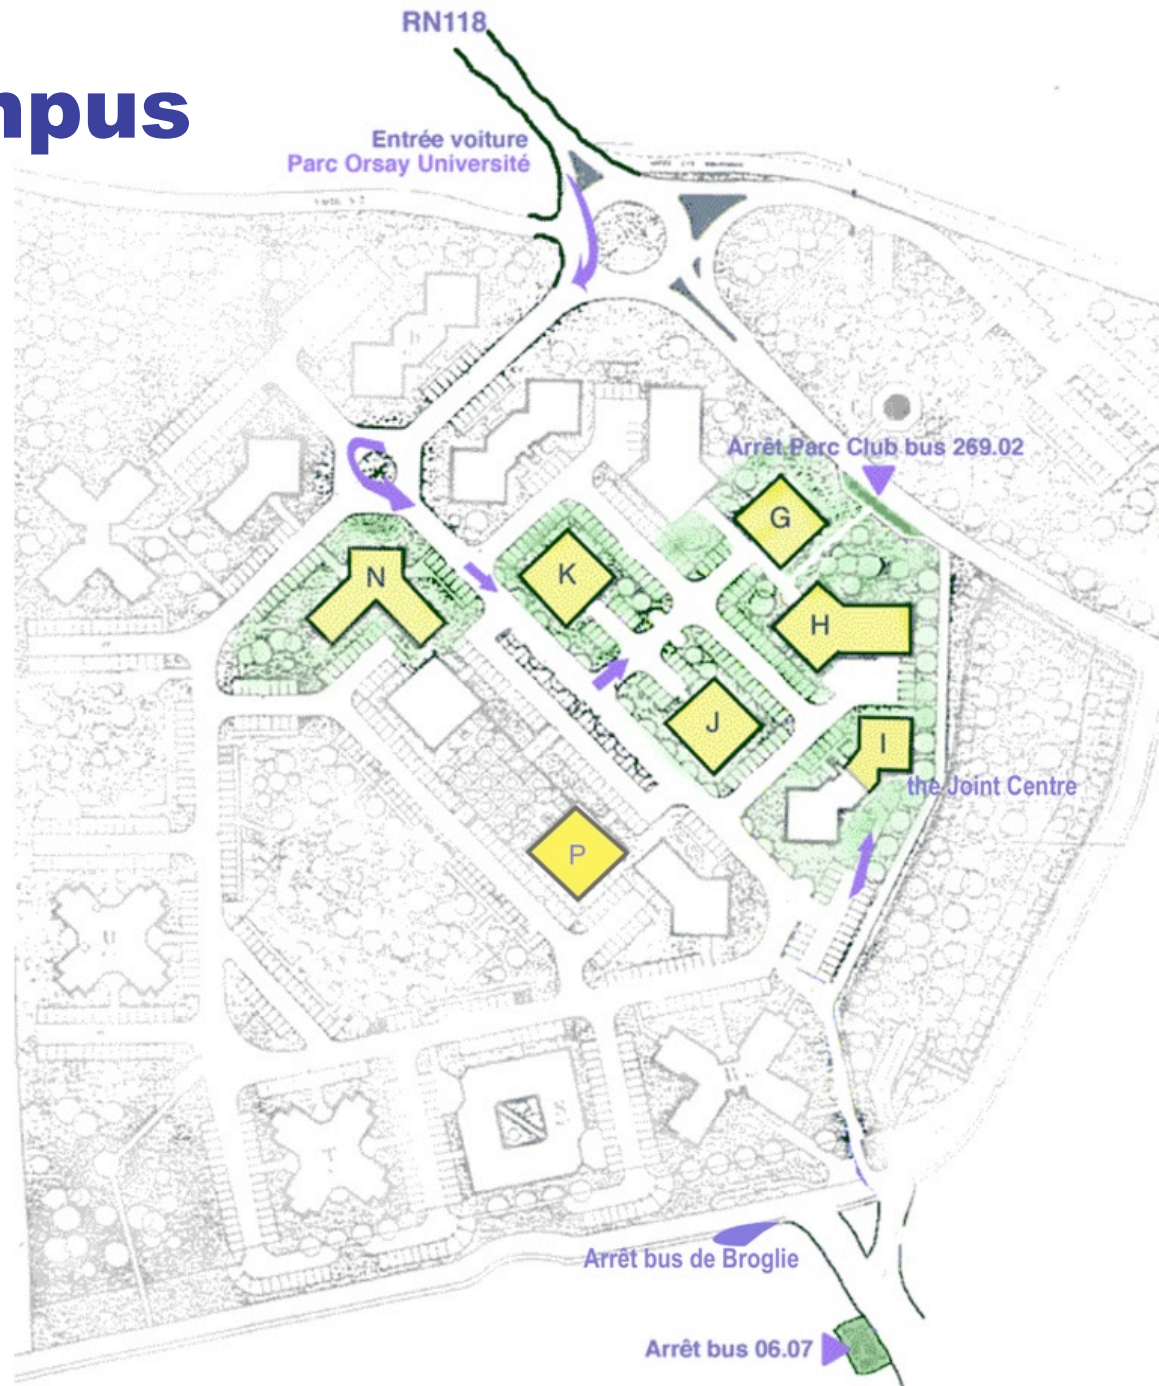 RN118
mpus
Entrée voiture
Parc Orsay Université
Arrêt Parc Club bus 269.02
G
K
N
H
J
I
the Joint Centre
P
Arrêt bus de Broglie
Arrêt bus 06.07